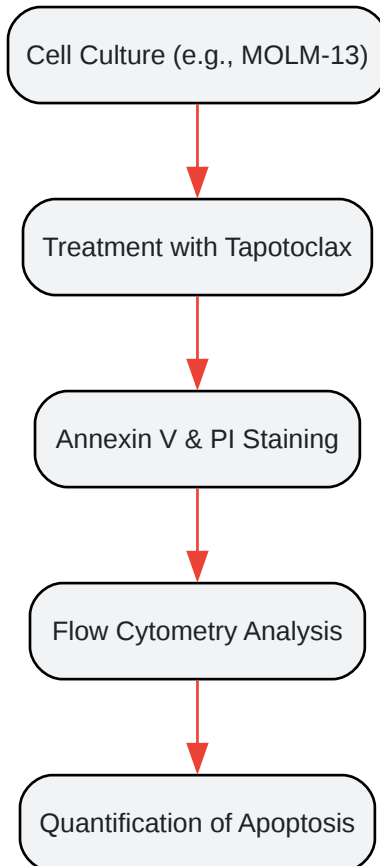 Cell Culture (e.g., MOLM-13)
Treatment with Tapotoclax
Annexin V & PI Staining
Flow Cytometry Analysis
Quantification of Apoptosis